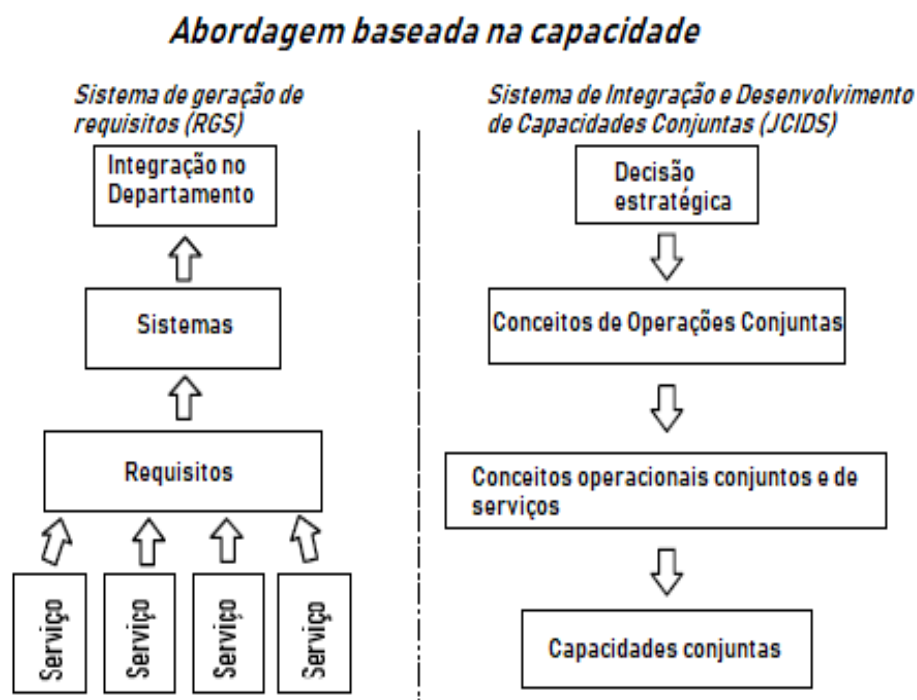 Abordagem baseada na capacidade
Sistema de geração de
requisitos (RGS)
Integração no
Departamento
Sistemas
Requisitos
Serviço
Serviço
Serviço
Serviço
Sistema de Integração e Desenvolvimento
de Capacidades Conjuntas (JCIDS)
Decisão
estratégica
Conceitos de Operações Conjuntas
Conceitos operacionais conjuntos e de
serviços
Capacidades conjuntas